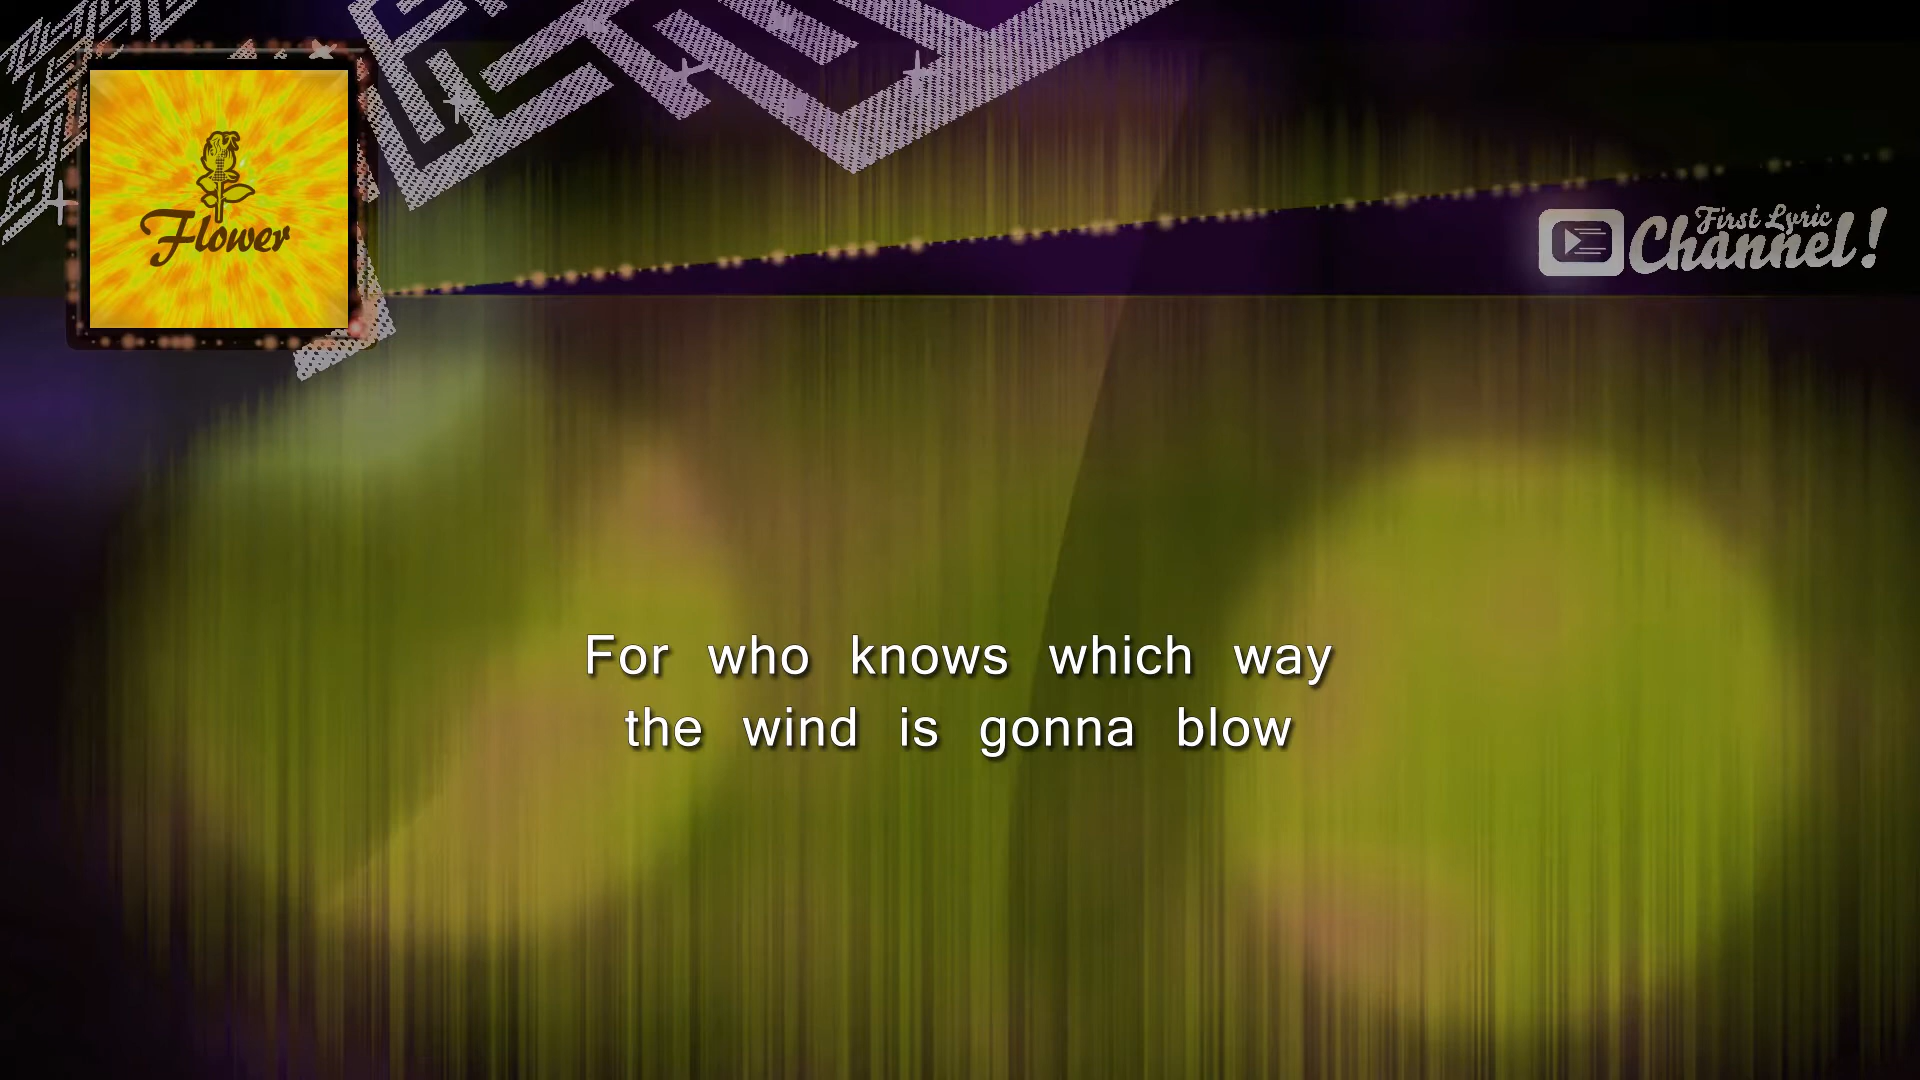 Flower
First Lyric
Channel!
For who knows which way
the wind is gonna blow